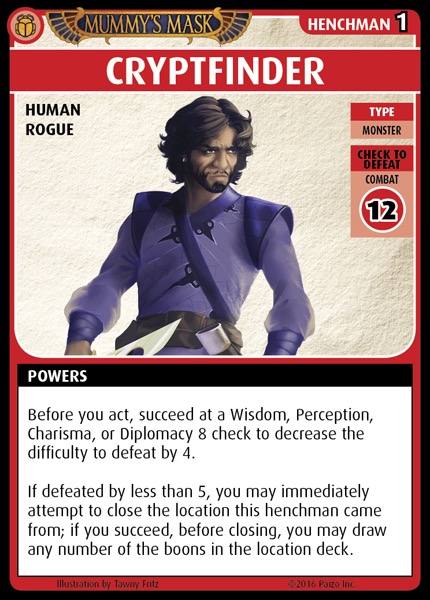 MUMMY'S MASK
HENCHMAN 1
CRYPTFINDER
HUMAN
ROGUE
TYPE
MONSTER
CHECK TO
DEFEAT
COMBAT
12
POWERS
Before you act, succeed at a Wisdom, Perception,
Charisma, or Diplomacy 8 check to decrease the
difficulty to defeat by 4.
If defeated by less than 5, you may immediately
attempt to close the location this henchman came
from; if you succeed, before closing, you may draw
any number of the boons in the location deck.
Illustration by Tawny Fritz
©2016 Paizo Inc.